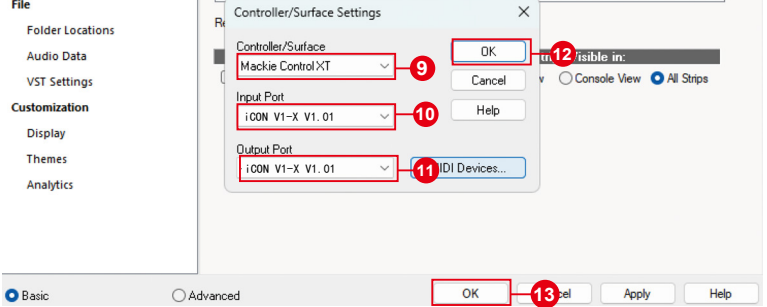 File
Folder Locations
Audio Data
VST Settings
Customization
Display
Themes
Analytics
Controller/Surface Settings
Controller/Surface
Mackie Control XT
9
Input Port
iCON V1-X V1.01
10
Output Port
iCON V1-X V1.01
11
OK
12
Cancel
Help
MIDI Devices...
Visible in:
Console View
All Strips
Basic
Advanced
OK
13
Apply
Help